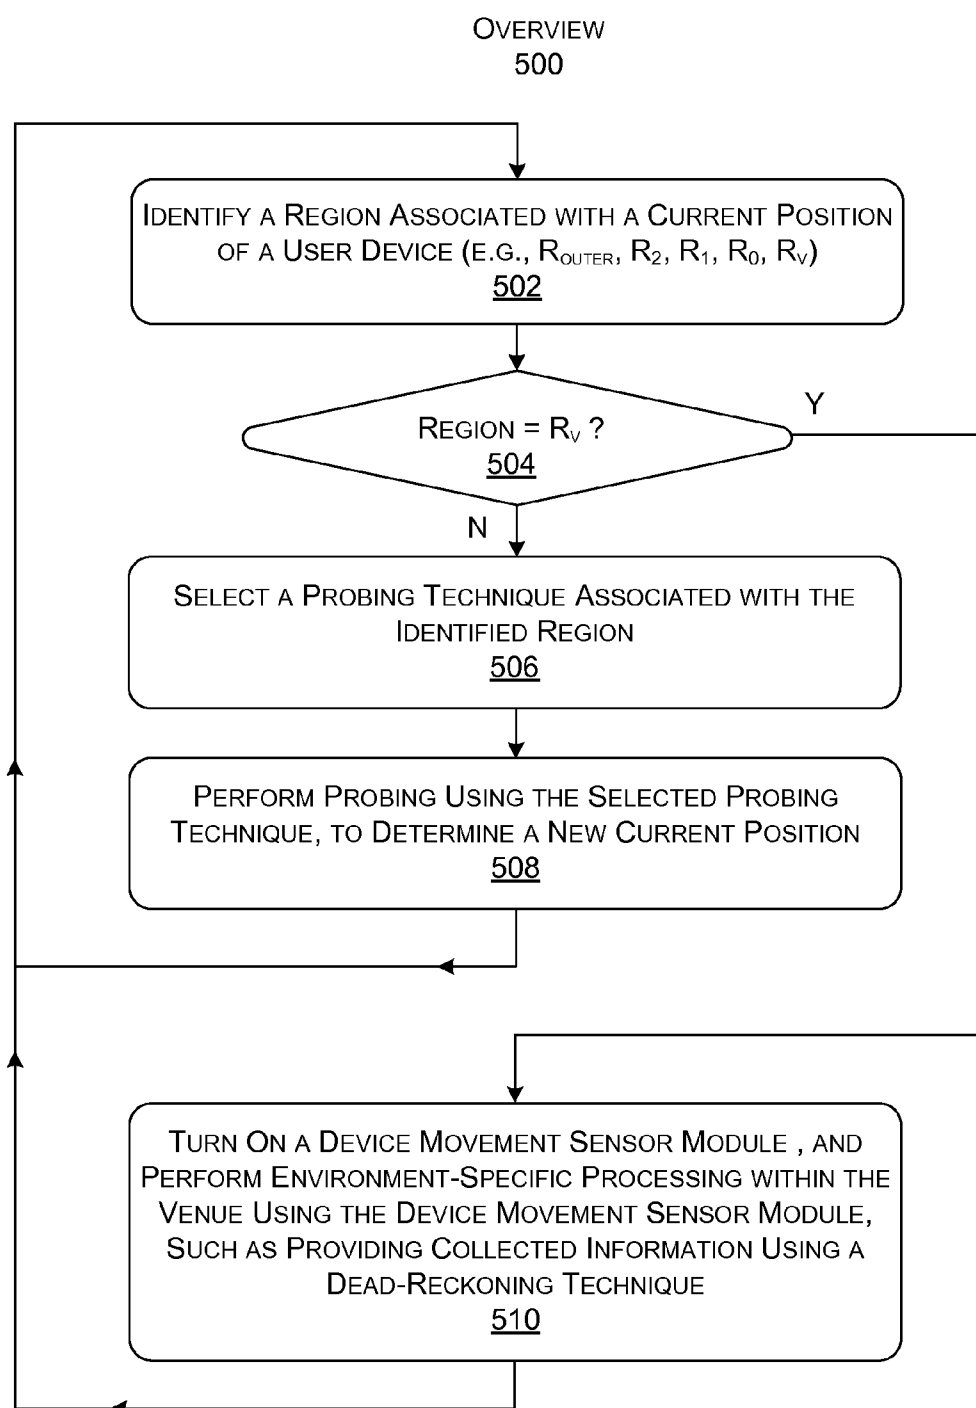 OVERVIEW
500
IDENTIFY A REGION ASSOCIATED WITH A CURRENT POSITION
OF A USER DEVICE (E.G., ROUTER, R2, R1, R0, RV)
502
REGION = RV ?
504
Y
N
SELECT A PROBING TECHNIQUE ASSOCIATED WITH THE
IDENTIFIED REGION
506
PERFORM PROBING USING THE SELECTED PROBING
TECHNIQUE, TO DETERMINE A NEW CURRENT POSITION
508
TURN ON A DEVICE MOVEMENT SENSOR MODULE , AND
PERFORM ENVIRONMENT-SPECIFIC PROCESSING WITHIN THE
VENUE USING THE DEVICE MOVEMENT SENSOR MODULE,
SUCH AS PROVIDING COLLECTED INFORMATION USING A
DEAD-RECKONING TECHNIQUE
510